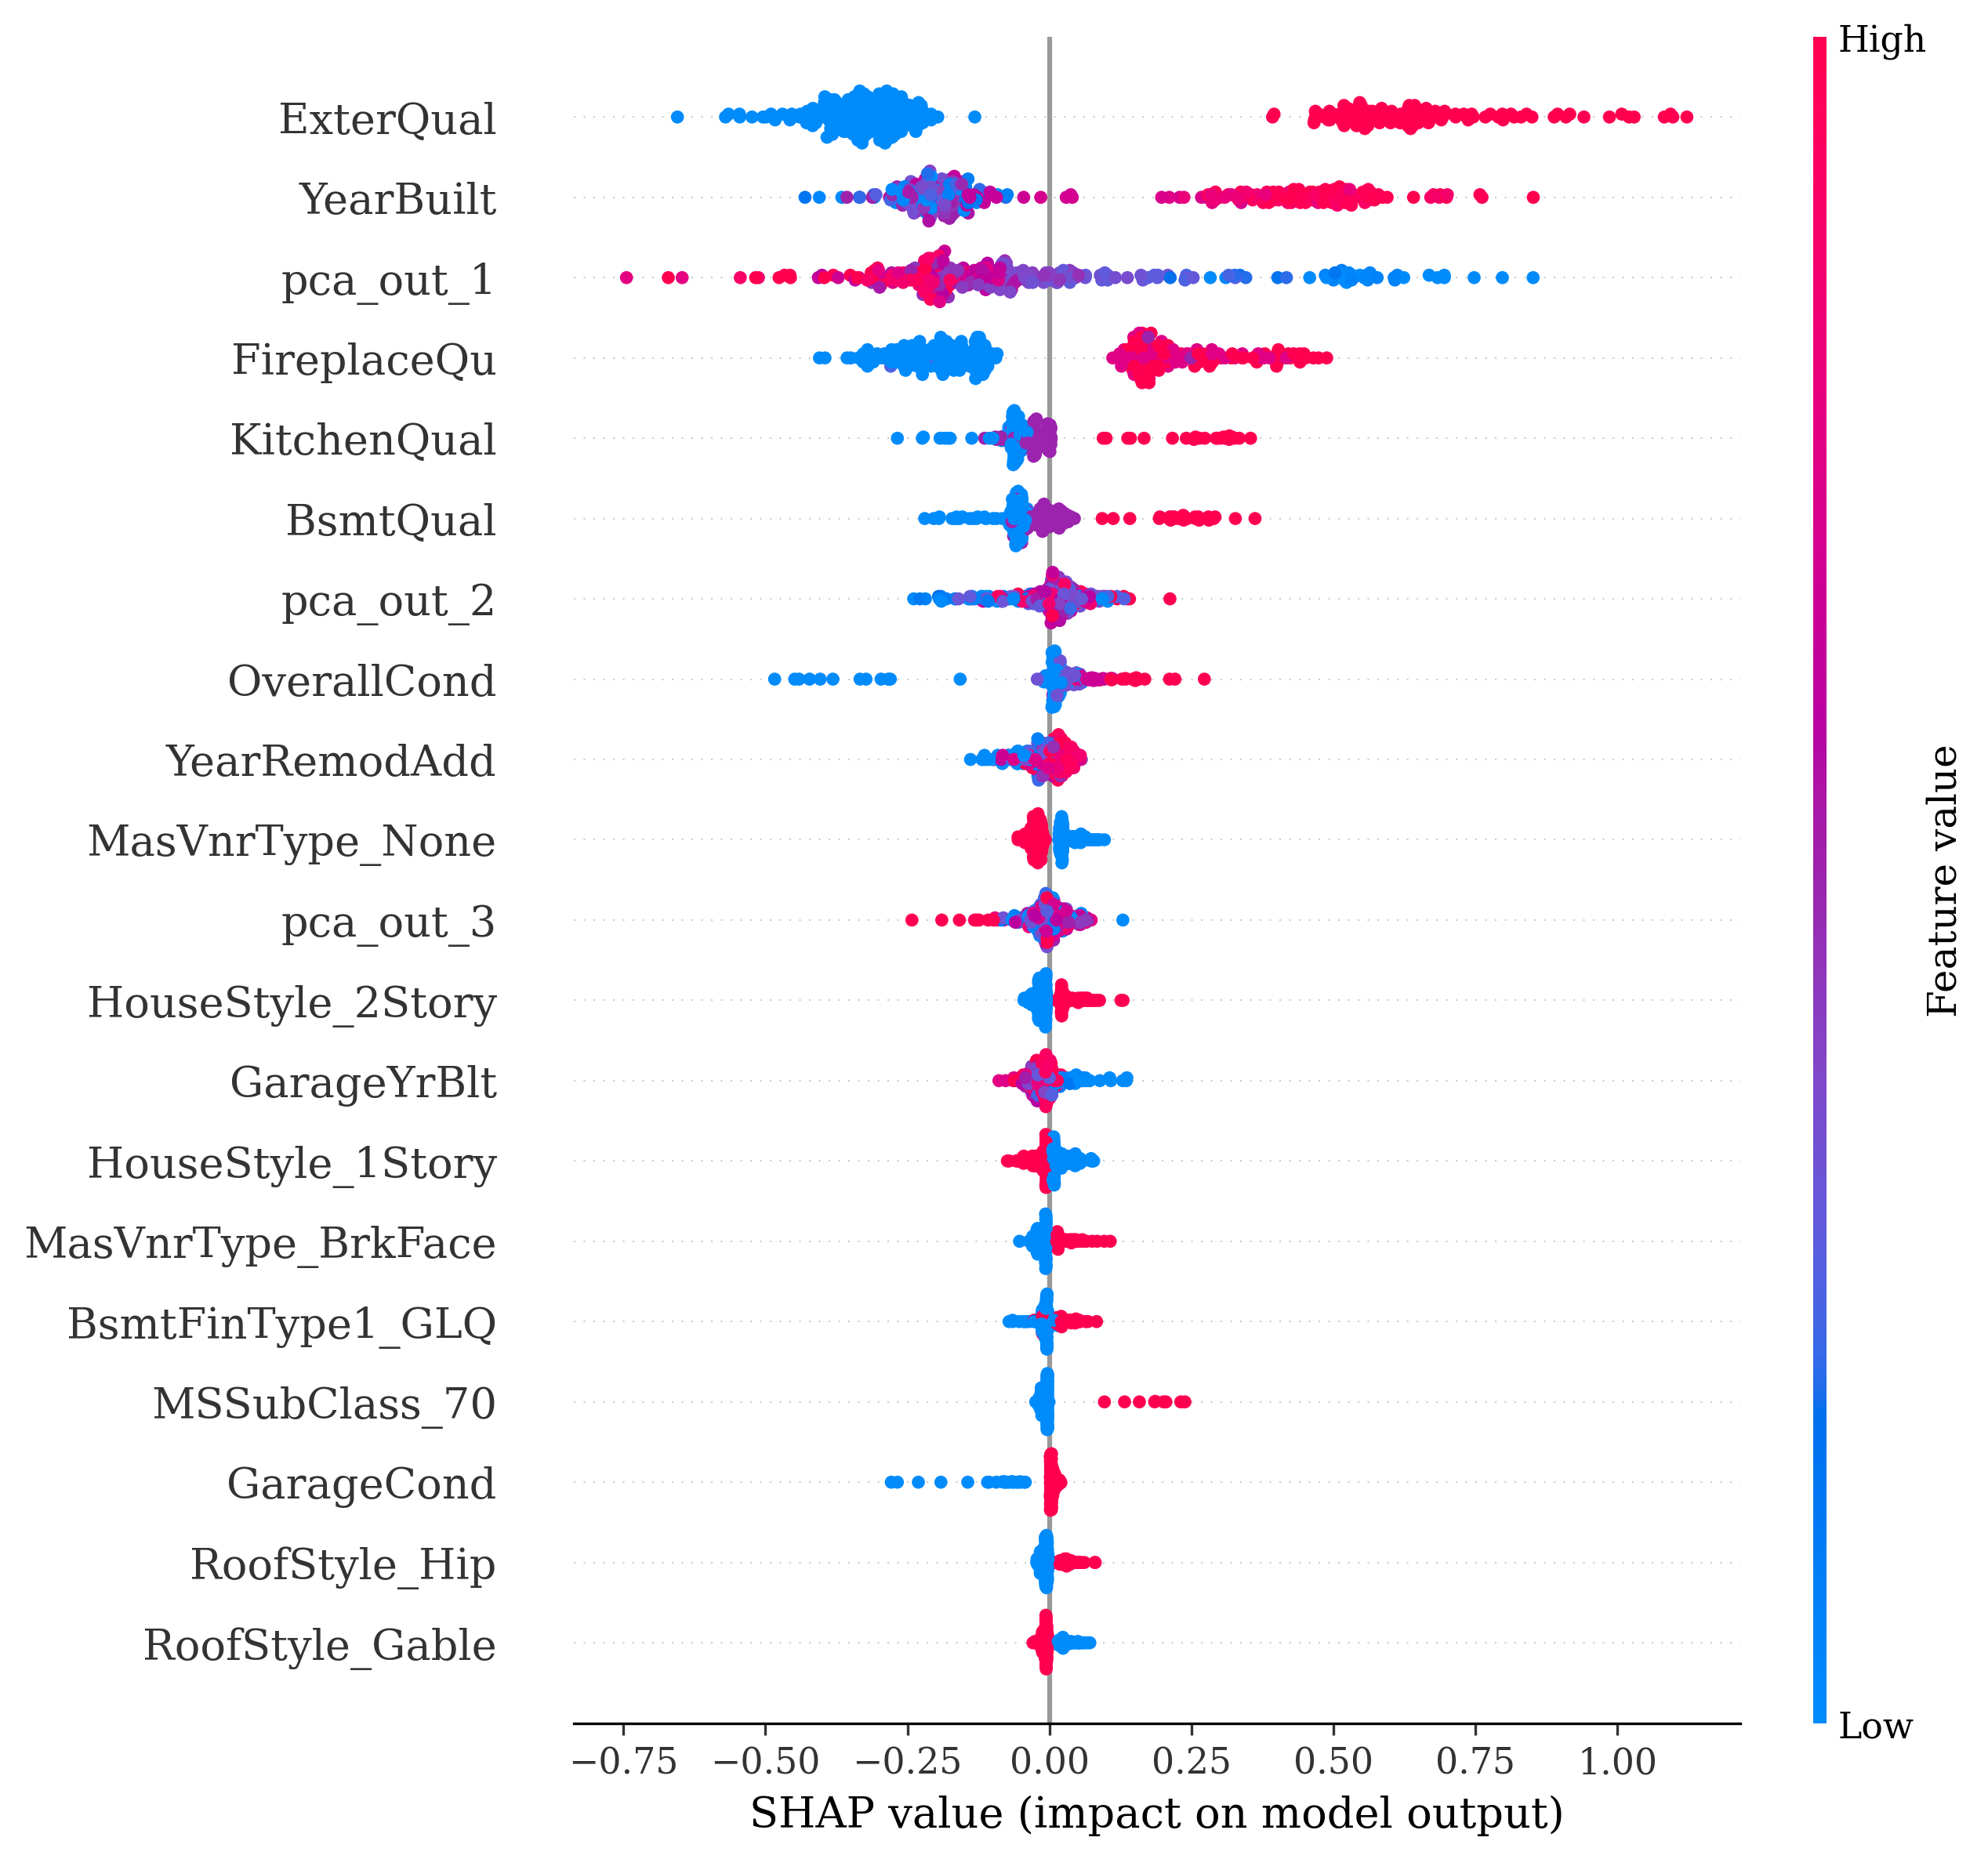 High
ExterQual
YearBuilt
pca_out_1
FireplaceQu
KitchenQual
BsmtQual
pca_out_2
OverallCond
YearRemodAdd
MasVnrType_None
pca_out_3
HouseStyle_2Story
GarageYrBlt
HouseStyle_1Story
MasVnrType_BrkFace
BsmtFinType1_GLQ
MSSubClass_70
GarageCond
RoofStyle_Hip
RoofStyle_Gable
Feature value
Low
−0.75 −0.50 −0.25 0.00 0.25 0.50 0.75 1.00
SHAP value (impact on model output)